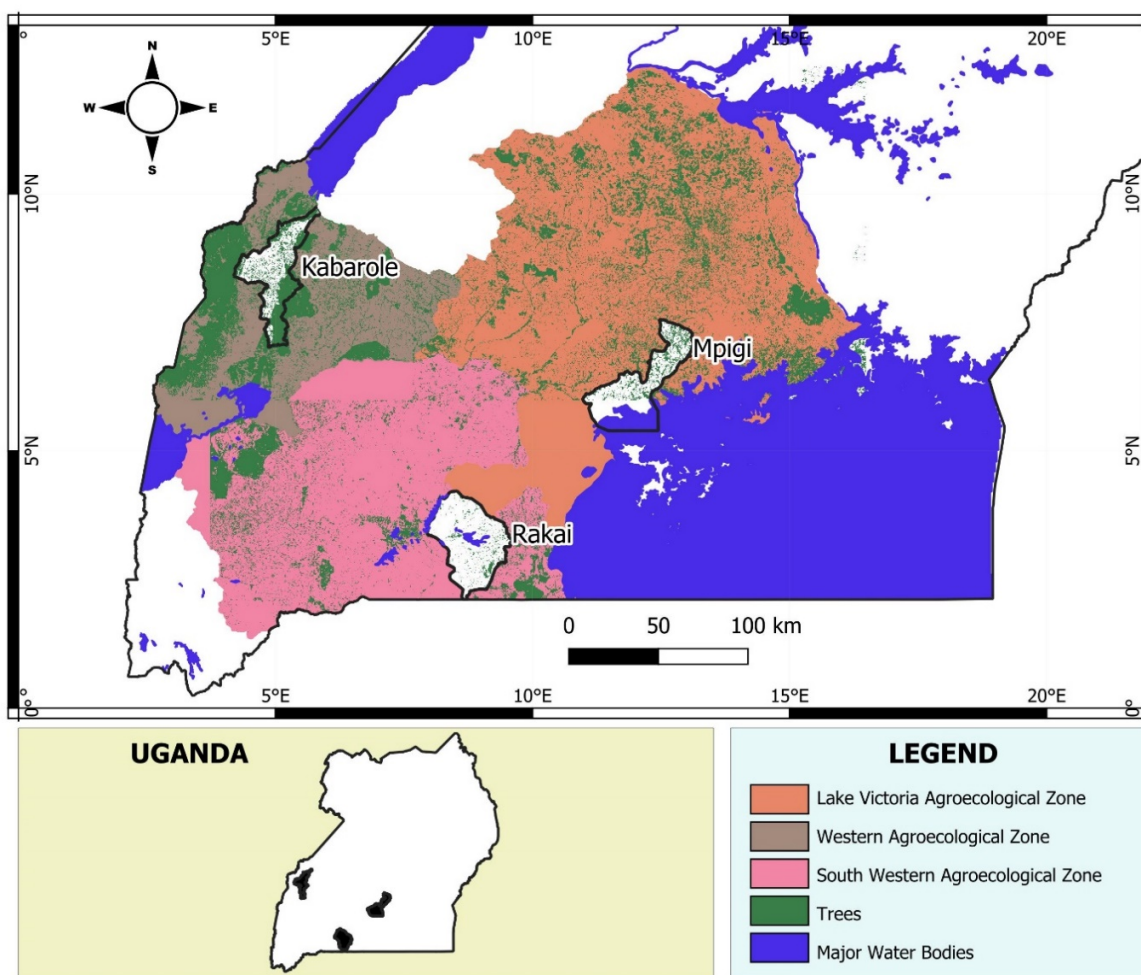 5°E
10°E
15°E
20°E
N
W
E
S
10°N
10°N
Kabarole
Mpigi
5°N
5°N
Rakai
0 50 100 km
0°
0°
5°E
10°E
15°E
20°E
UGANDA
LEGEND
Lake Victoria Agroecological Zone
Western Agroecological Zone
South Western Agroecological Zone
Trees
Major Water Bodies